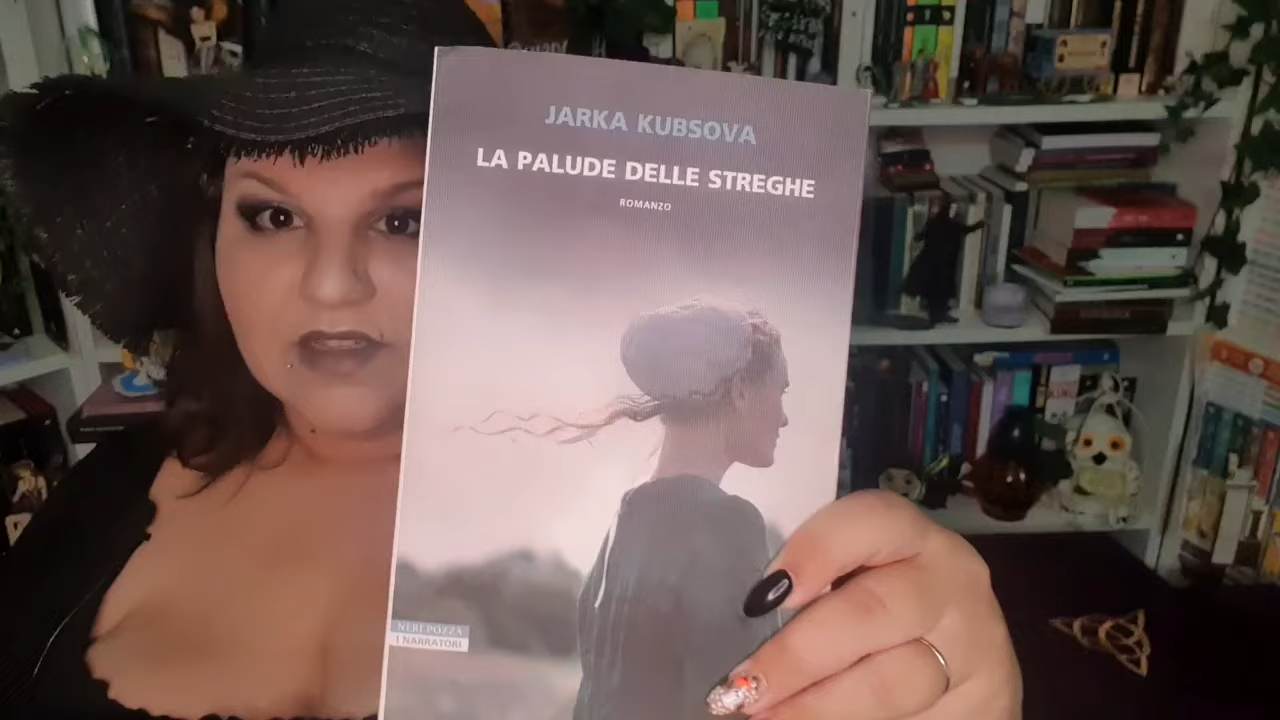 JARKA KUBSOVA
LA PALUDE DELLE STREGHE
ROMANZO
NERI POZZA
I NARRATORI